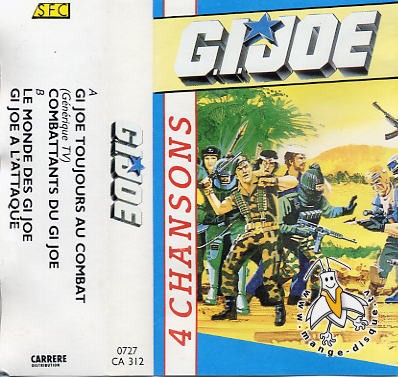 SFC
A
GI JOE TOUJOURS AU COMBAT
(Générique TV)
COMBATTANTS DU GI JOE
B
LE MONDE DES GI JOE
GI JOE A L'ATTAQUE
G.I. JOE
0727
CA 312
CARRERE
DISTRIBUTION
4 CHANSONS
G.I. JOE
www.mange-disque.tv